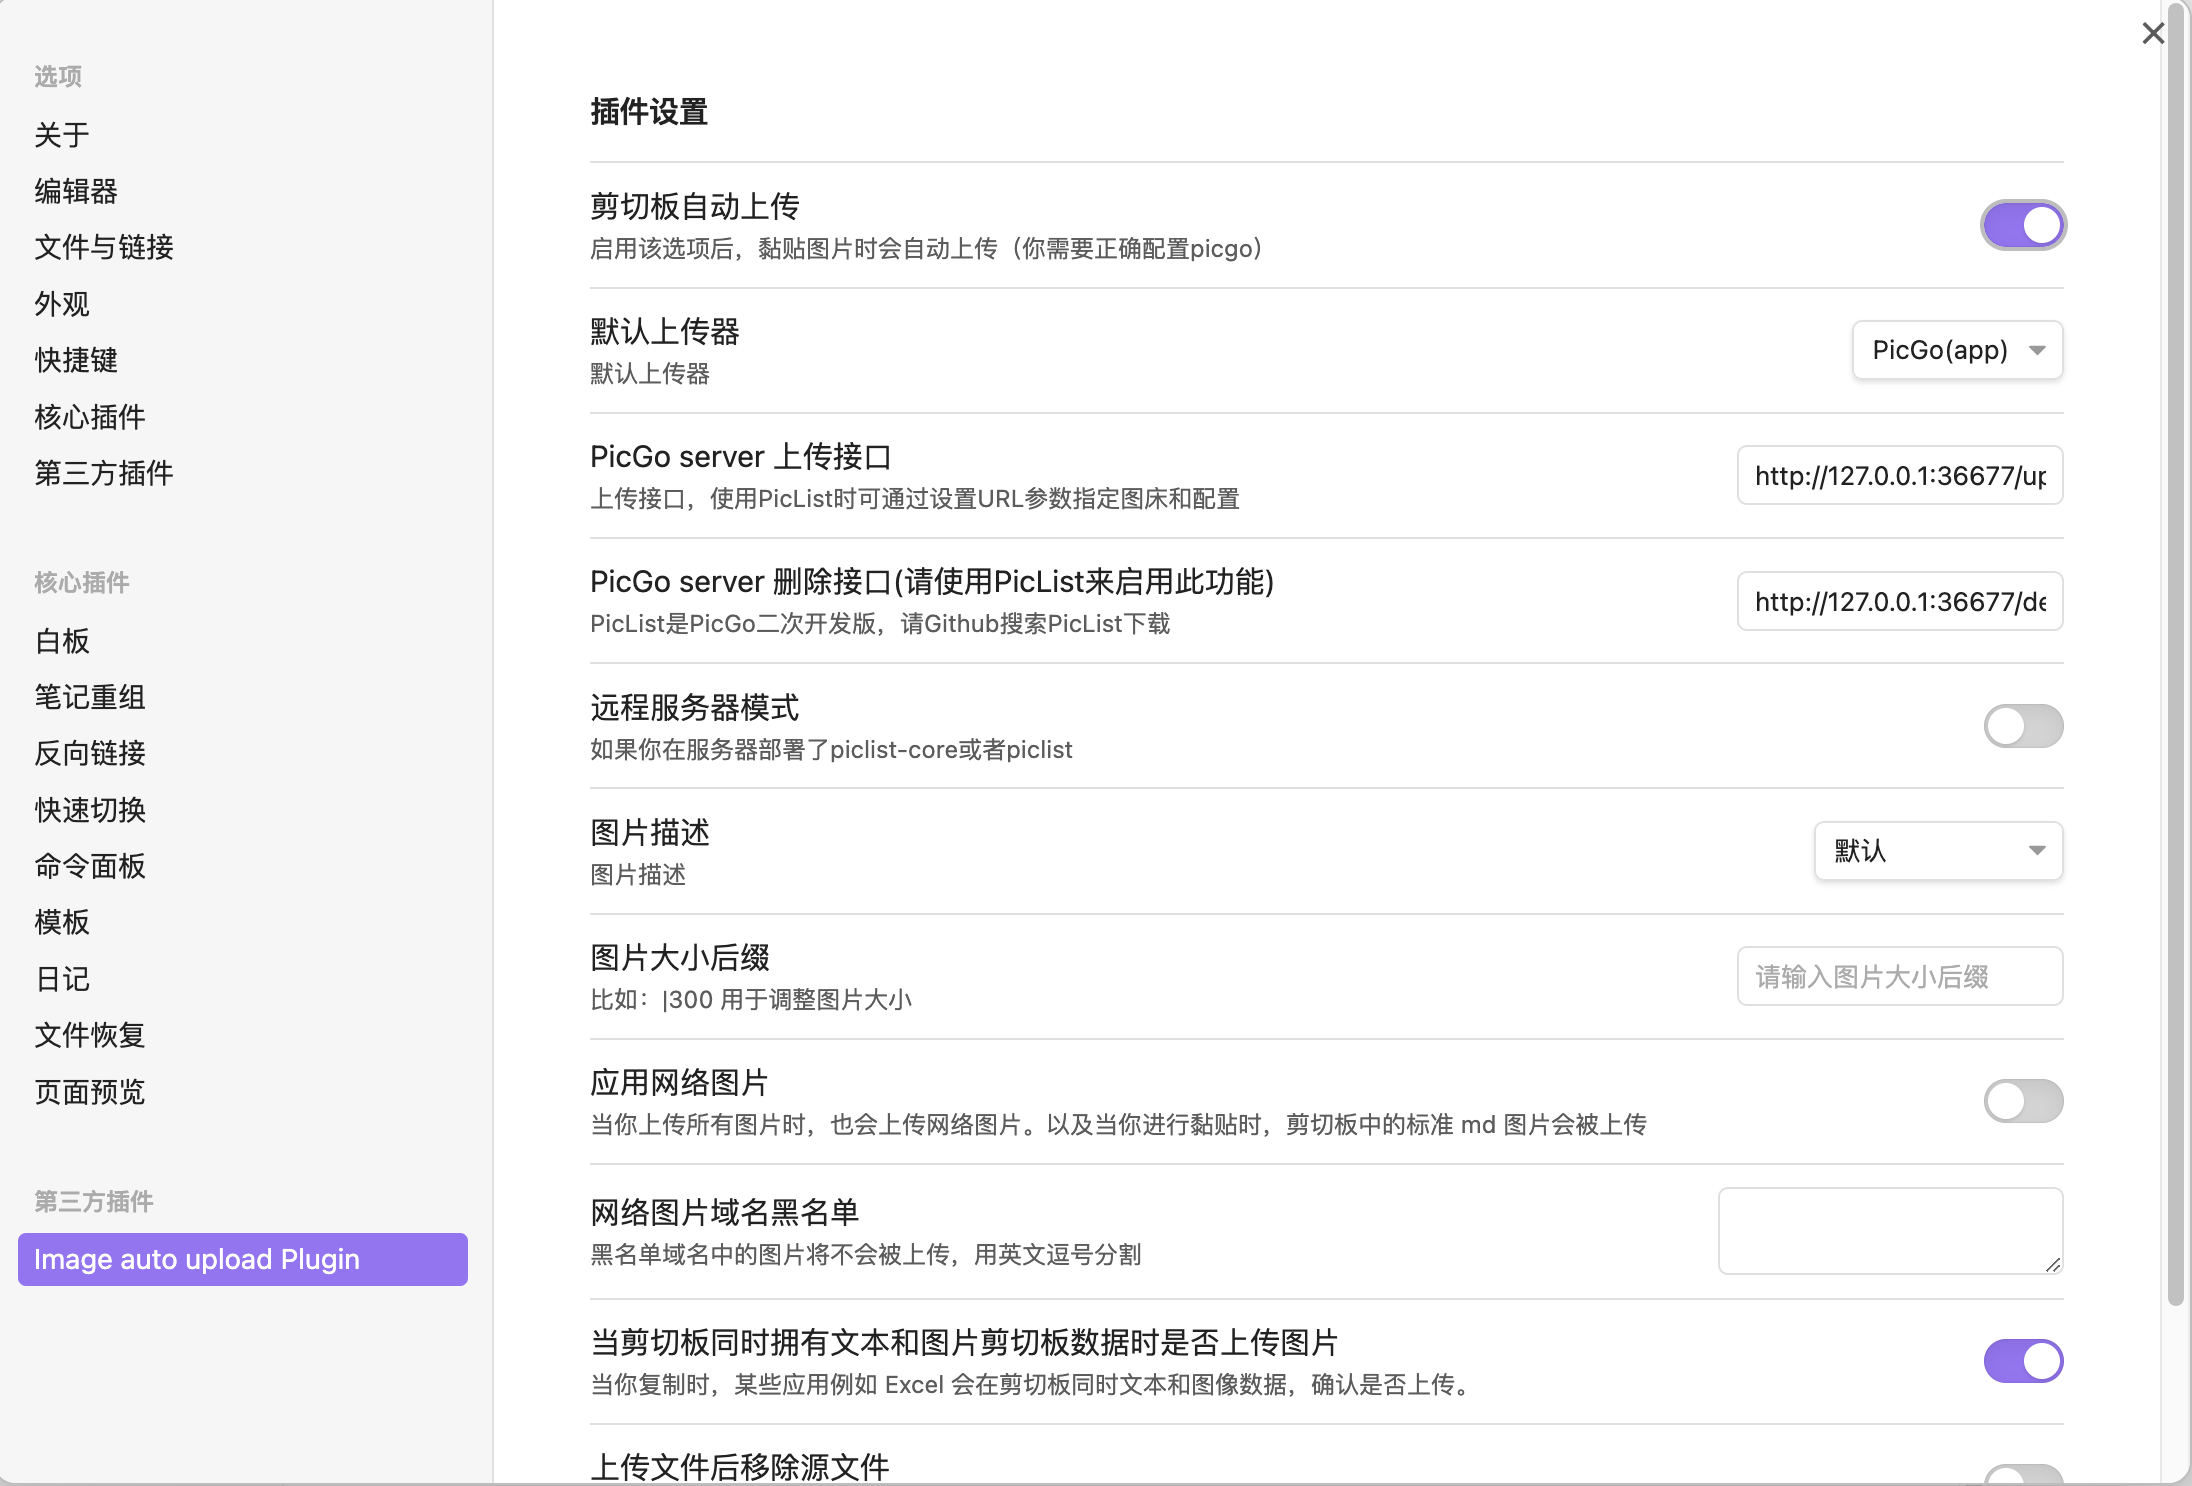 选项
关于
编辑器
文件与链接
外观
快捷键
核心插件
第三方插件
核心插件
白板
笔记重组
反向链接
快速切换
命令面板
模板
日记
文件恢复
页面预览
第三方插件
Image auto upload Plugin
插件设置
剪切板自动上传
启用该选项后，黏贴图片时会自动上传（你需要正确配置picgo）
默认上传器
默认上传器
PicGo(app)
PicGo server 上传接口
上传接口，使用PicList时可通过设置URL参数指定图床和配置
http://127.0.0.1:36677/up
PicGo server 删除接口(请使用PicList来启用此功能)
PicList是PicGo二次开发版，请Github搜索PicList下载
http://127.0.0.1:36677/de
远程服务器模式
如果你在服务器部署了piclist-core或者piclist
图片描述
图片描述
默认
图片大小后缀
比如：|300 用于调整图片大小
请输入图片大小后缀
应用网络图片
当你上传所有图片时，也会上传网络图片。以及当你进行黏贴时，剪切板中的标准 md 图片会被上传
网络图片域名黑名单
黑名单域名中的图片将不会被上传，用英文逗号分割
当剪切板同时拥有文本和图片剪切板数据时是否上传图片
当你复制时，某些应用例如 Excel 会在剪切板同时文本和图像数据，确认是否上传。
上传文件后移除源文件